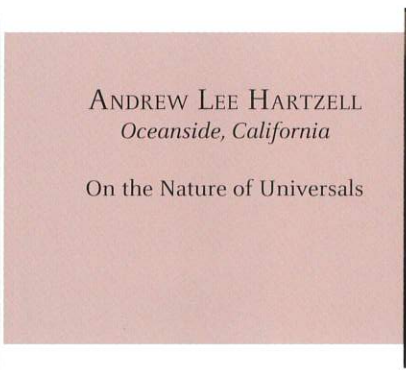 ANDREW LEE HARTZELL
Oceanside, California
On the Nature of Universals